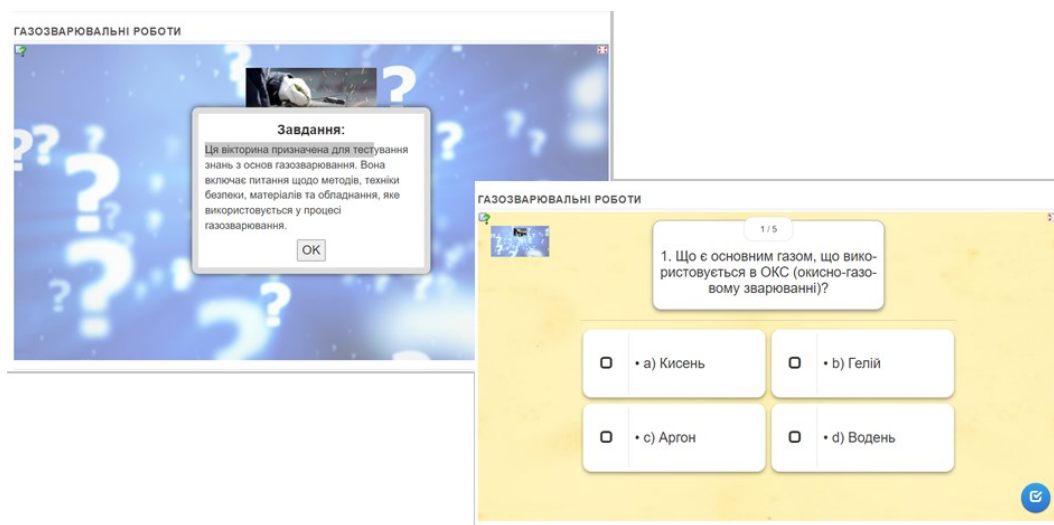 ГАЗОЗВАРЮВАЛЬНІ РОБОТИ
Завдання:
Ця вікторина призначена для тестування
знань з основ газозварювання. Вона
включає питання щодо методів, техніки
безпеки, матеріалів та обладнання, яке
використовується у процесі
газозварювання.
OK
ГАЗОЗВАРЮВАЛЬНІ РОБОТИ
1 / 5
1. Що є основним газом, що вико-
ристовується в ОКС (окисно-газо-
вому зварюванні)?
• a) Кисень
• b) Гелій
• c) Аргон
• d) Водень